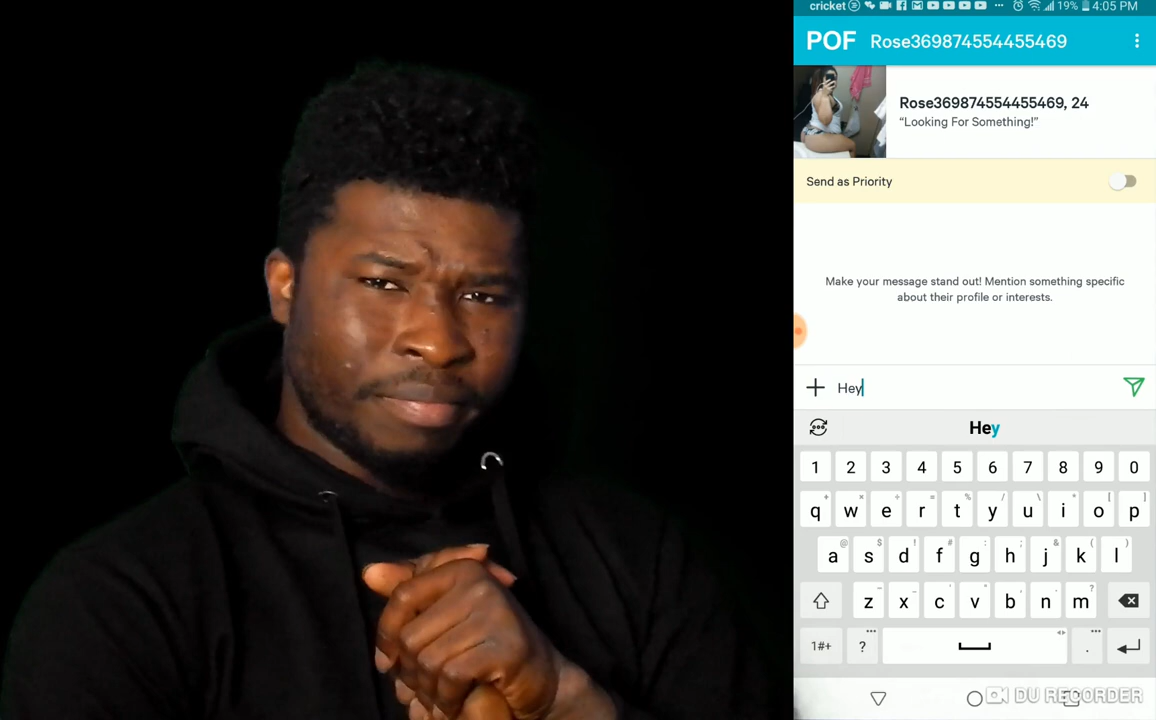 cricket 19% 4:05 PM
POF Rose369874554455469
Rose369874554455469, 24
“Looking For Something!”
Send as Priority
Make your message stand out! Mention something specific
about their profile or interests.
Hey
Hey
1 2 3 4 5 6 7 8 9 0
q w e r t y u i o p
a s d f g h j k l
z x c v b n m
1#+ ? .
DU RECORDER